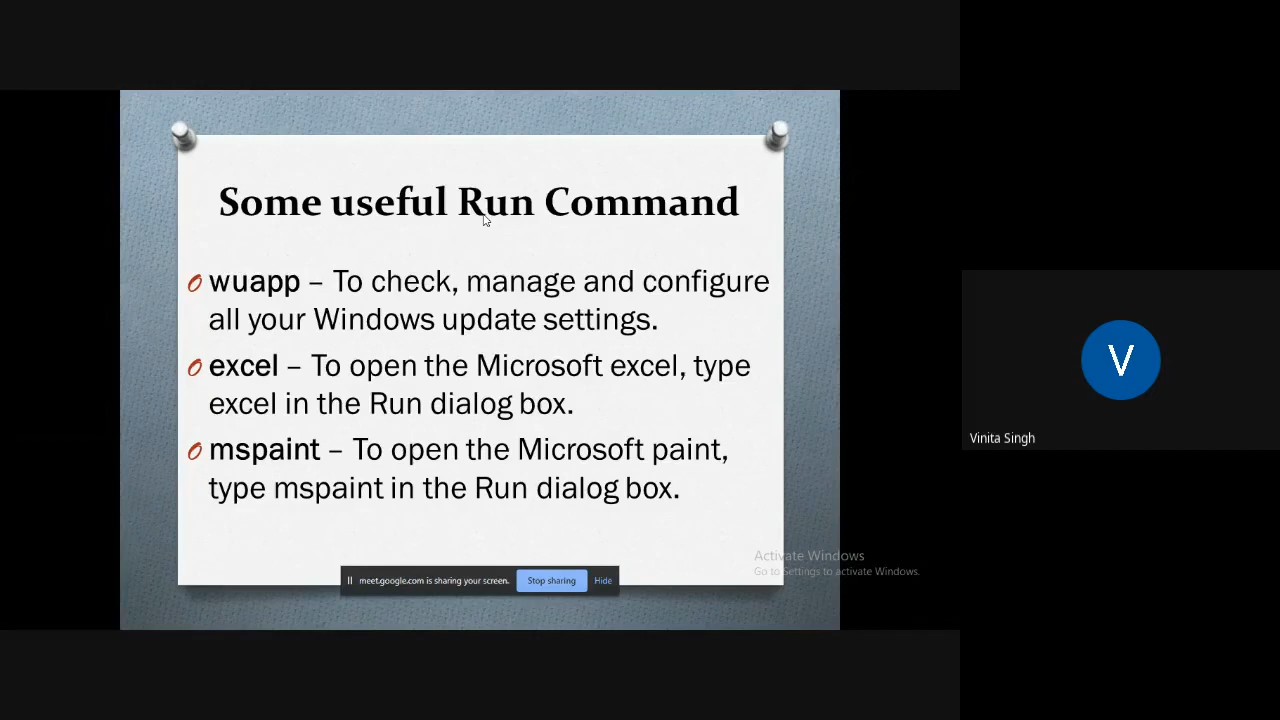 Some useful Run Command
wuapp – To check, manage and configure
all your Windows update settings.
excel – To open the Microsoft excel, type
excel in the Run dialog box.
mspaint – To open the Microsoft paint,
type mspaint in the Run dialog box.
Activate Windows
Go to Settings to activate Windows.
meet.google.com is sharing your screen. Stop sharing Hide
V
Vinita Singh